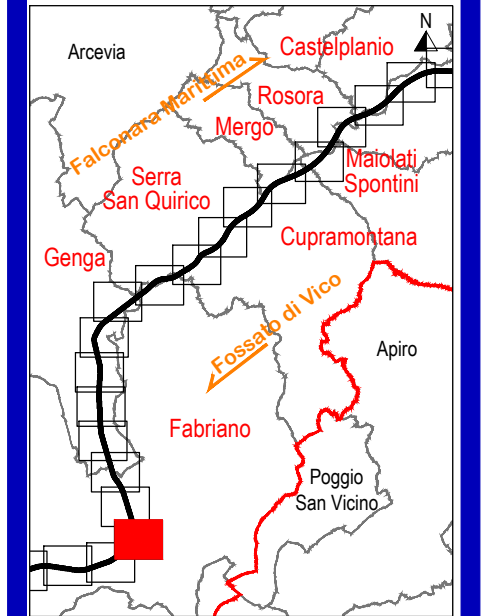 N
Arcevia
Castelplanio
Falconara Marittima
Rosora
Mergo
Maiolati
Spontini
Serra
San Quirico
Cupramontana
Genga
Fossato di Vico
Apiro
Fabriano
Poggio
San Vicino